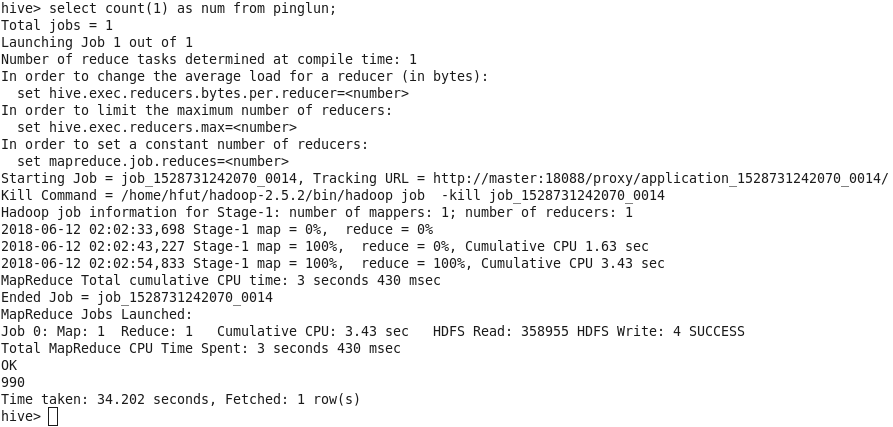 hive> select count(1) as num from pinglun;
Total jobs = 1
Launching Job 1 out of 1
Number of reduce tasks determined at compile time: 1
In order to change the average load for a reducer (in bytes):
  set hive.exec.reducers.bytes.per.reducer=<number>
In order to limit the maximum number of reducers:
  set hive.exec.reducers.max=<number>
In order to set a constant number of reducers:
  set mapreduce.job.reduces=<number>
Starting Job = job_1528731242070_0014, Tracking URL = http://master:18088/proxy/application_1528731242070_0014/
Kill Command = /home/hfut/hadoop-2.5.2/bin/hadoop job  -kill job_1528731242070_0014
Hadoop job information for Stage-1: number of mappers: 1; number of reducers: 1
2018-06-12 02:02:33,698 Stage-1 map = 0%,  reduce = 0%
2018-06-12 02:02:43,227 Stage-1 map = 100%,  reduce = 0%, Cumulative CPU 1.63 sec
2018-06-12 02:02:54,833 Stage-1 map = 100%,  reduce = 100%, Cumulative CPU 3.43 sec
MapReduce Total cumulative CPU time: 3 seconds 430 msec
Ended Job = job_1528731242070_0014
MapReduce Jobs Launched:
Job 0: Map: 1  Reduce: 1   Cumulative CPU: 3.43 sec   HDFS Read: 358955 HDFS Write: 4 SUCCESS
Total MapReduce CPU Time Spent: 3 seconds 430 msec
OK
990
Time taken: 34.202 seconds, Fetched: 1 row(s)
hive>